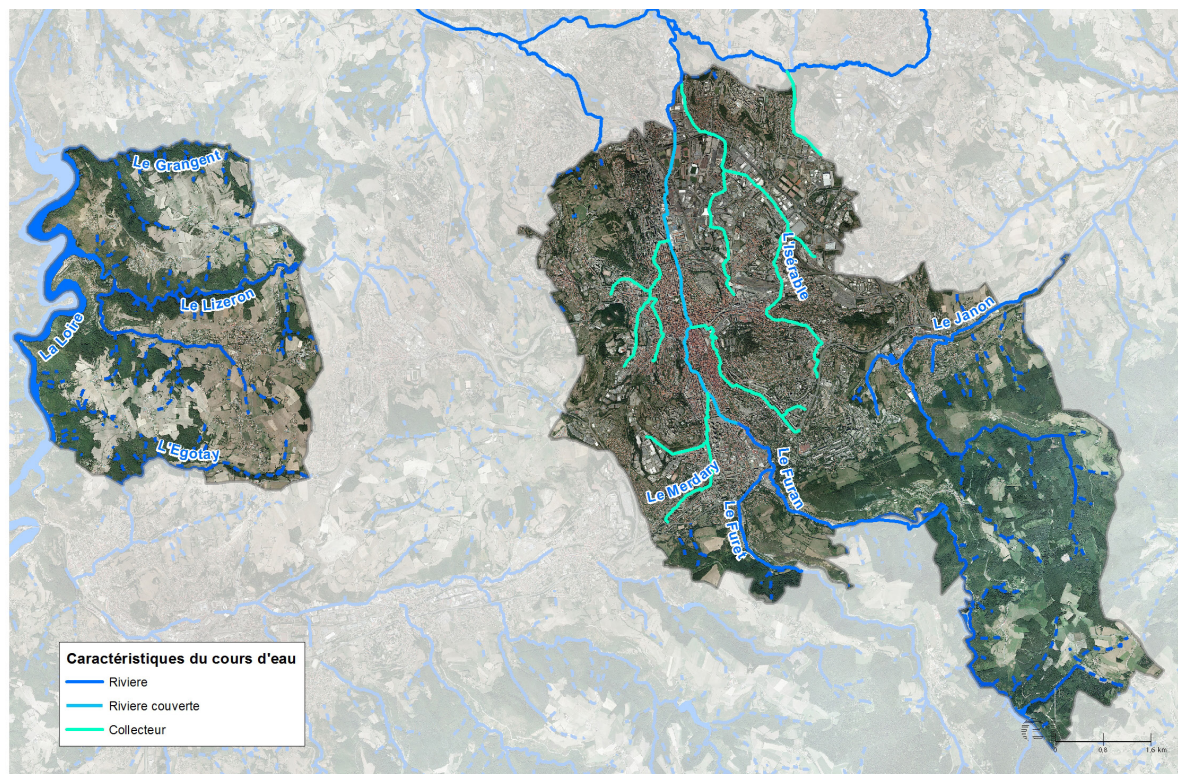 Le Grangent
L'Isérable
Le Lizeron
Le Janon
La Loire
L'Egotay
Le Furan
Le Merdary
Le Furet
Caractéristiques du cours d'eau
Riviere
Riviere couverte
Collecteur
0 0,8 1,6 km